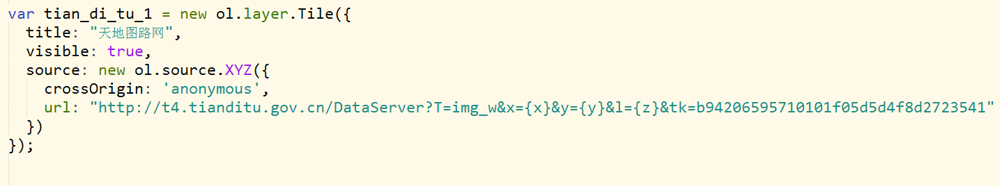 var tian_di_tu_1 = new ol.layer.Tile({
title: "天地图路网",
visible: true,
source: new ol.source.XYZ({
crossOrigin: 'anonymous',
url: "http://t4.tianditu.gov.cn/DataServer?T=img_w&x={x}&y={y}&l={z}&tk=b94206595710101f05d5d4f8d2723541"
})
});